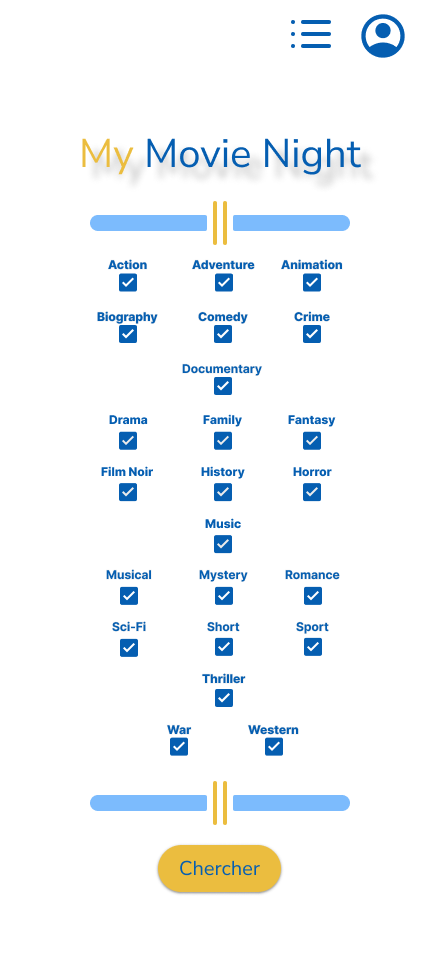 My Movie Night
Action Adventure Animation
Biography Comedy Crime
Documentary
Drama Family Fantasy
Film Noir History Horror
Music
Musical Mystery Romance
Sci-Fi Short Sport
Thriller
War Western
Chercher